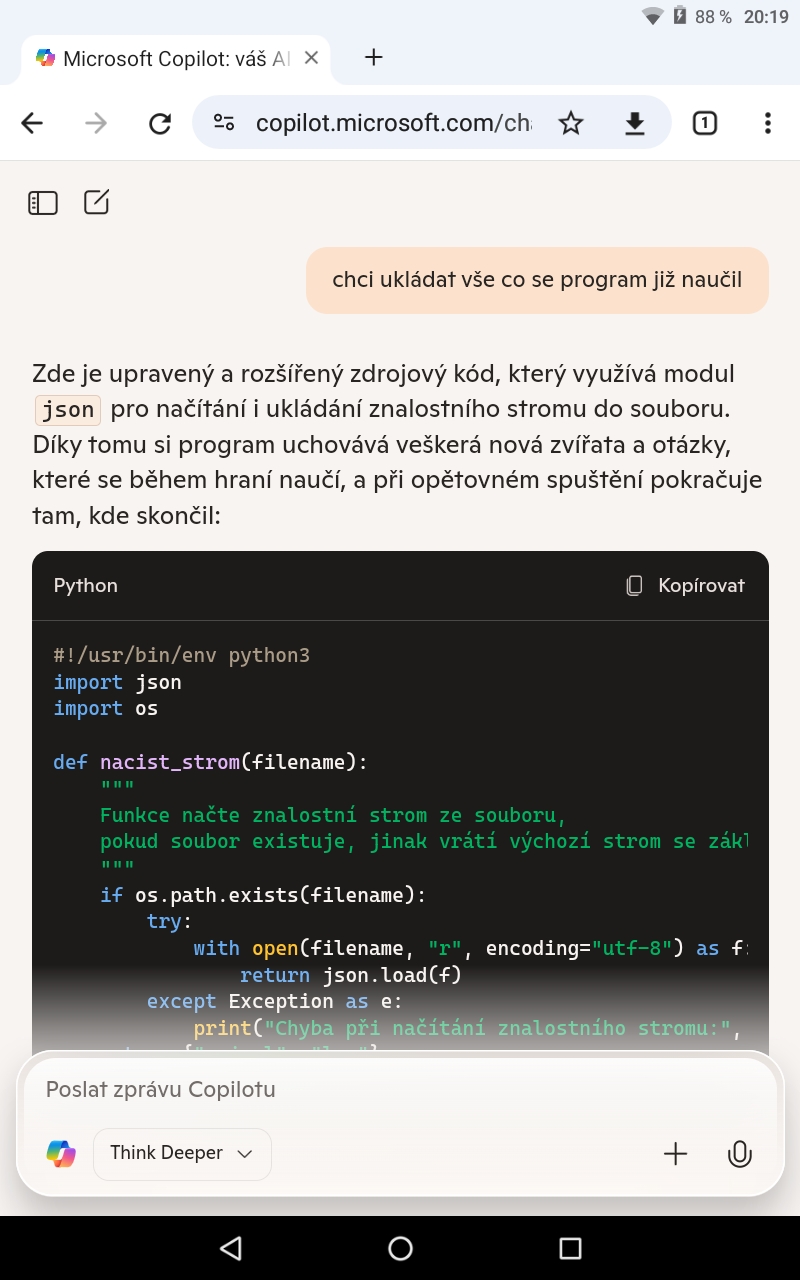 88 % 20:19
Microsoft Copilot: váš AI
copilot.microsoft.com/ch
1
chci ukládat vše co se program již naučil
Zde je upravený a rozšířený zdrojový kód, který využívá modul
json pro načítání i ukládání znalostního stromu do souboru.
Díky tomu si program uchovává veškerá nová zvířata a otázky,
které se během hraní naučí, a při opětovném spuštění pokračuje
tam, kde skončil:
Python Kopírovat
#!/usr/bin/env python3
import json
import os
def nacist_strom(filename):
"""
Funkce načte znalostní strom ze souboru,
pokud soubor existuje, jinak vrátí výchozí strom se zákl
"""
if os.path.exists(filename):
try:
with open(filename, "r", encoding="utf-8") as f:
return json.load(f)
except Exception as e:
print("Chyba při načítání znalostního stromu:",
Poslat zprávu Copilotu
Think Deeper